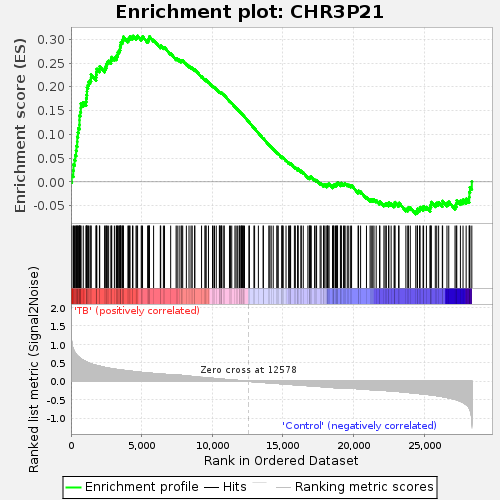 Enrichment plot: CHR3P21
Enrichment score (ES)
0.30
0.25
0.20
0.15
0.10
0.05
0.00
-0.05
'TB' (positively correlated)
Ranked list metric (Signal2Noise)
2.0
1.5
1.0
0.5
0.0
-0.5
-1.0
Zero cross at 12578
'Control' (negatively correlated)
0
5,000
10,000
15,000
20,000
25,000
Rank in Ordered Dataset
Enrichment profile
Hits
Ranking metric scores